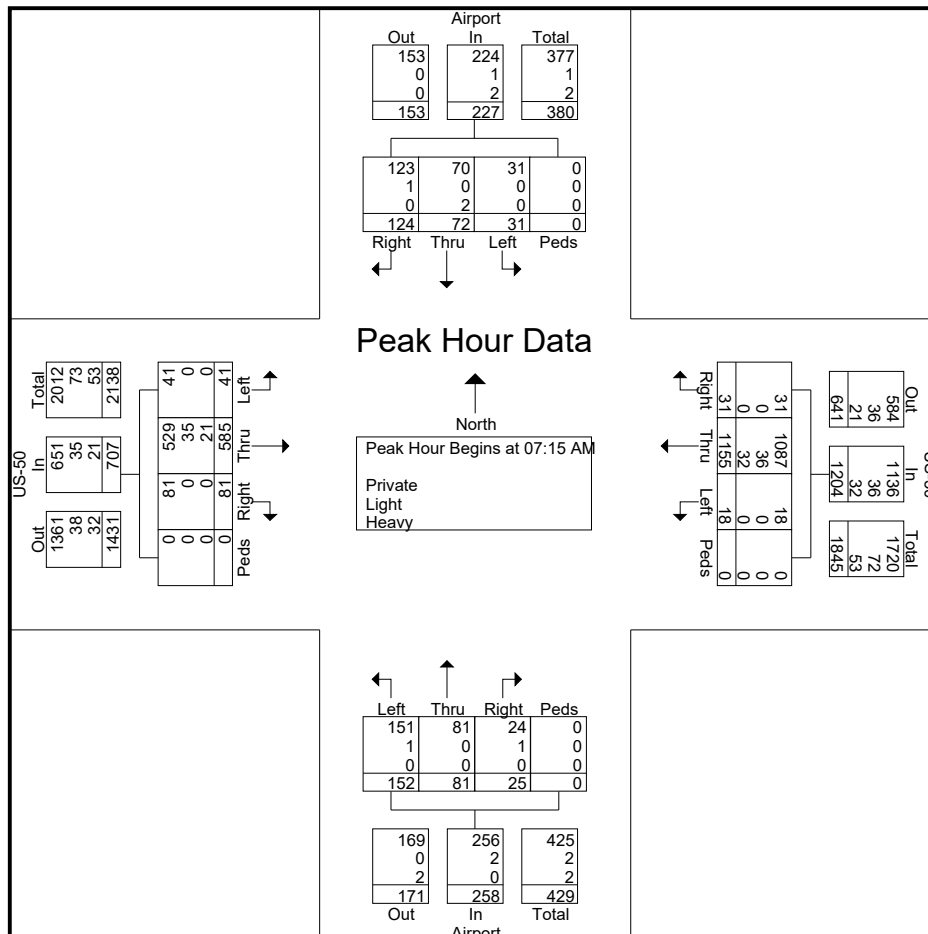 Airport
Out In Total
153 224 377
0 1 1
0 2 2
153 227 380
123 70 31 0
1 0 0 0
0 2 0 0
124 72 31 0
Right Thru Left Peds
Peak Hour Data
North
Peak Hour Begins at 07:15 AM
Private
Light
Heavy
US-50
Out In Total
1361 651 2012
38 35 73
32 21 53
1431 707 2138
81 529 41
0 35 0
0 21 0
0 81 585 41
0 0 0
Peds Right Thru Left
Right Thru Left Peds
31 1087 18 0
0 36 0 0
0 32 0 0
31 1155 18 0
Out In Total
584 1136 1720
36 36 72
21 32 53
641 1204 1845
Left Thru Right Peds
151 81 24 0
1 0 1 0
0 0 0 0
152 81 25 0
169 256 425
0 2 2
2 0 2
171 258 429
Out In Total
Airport